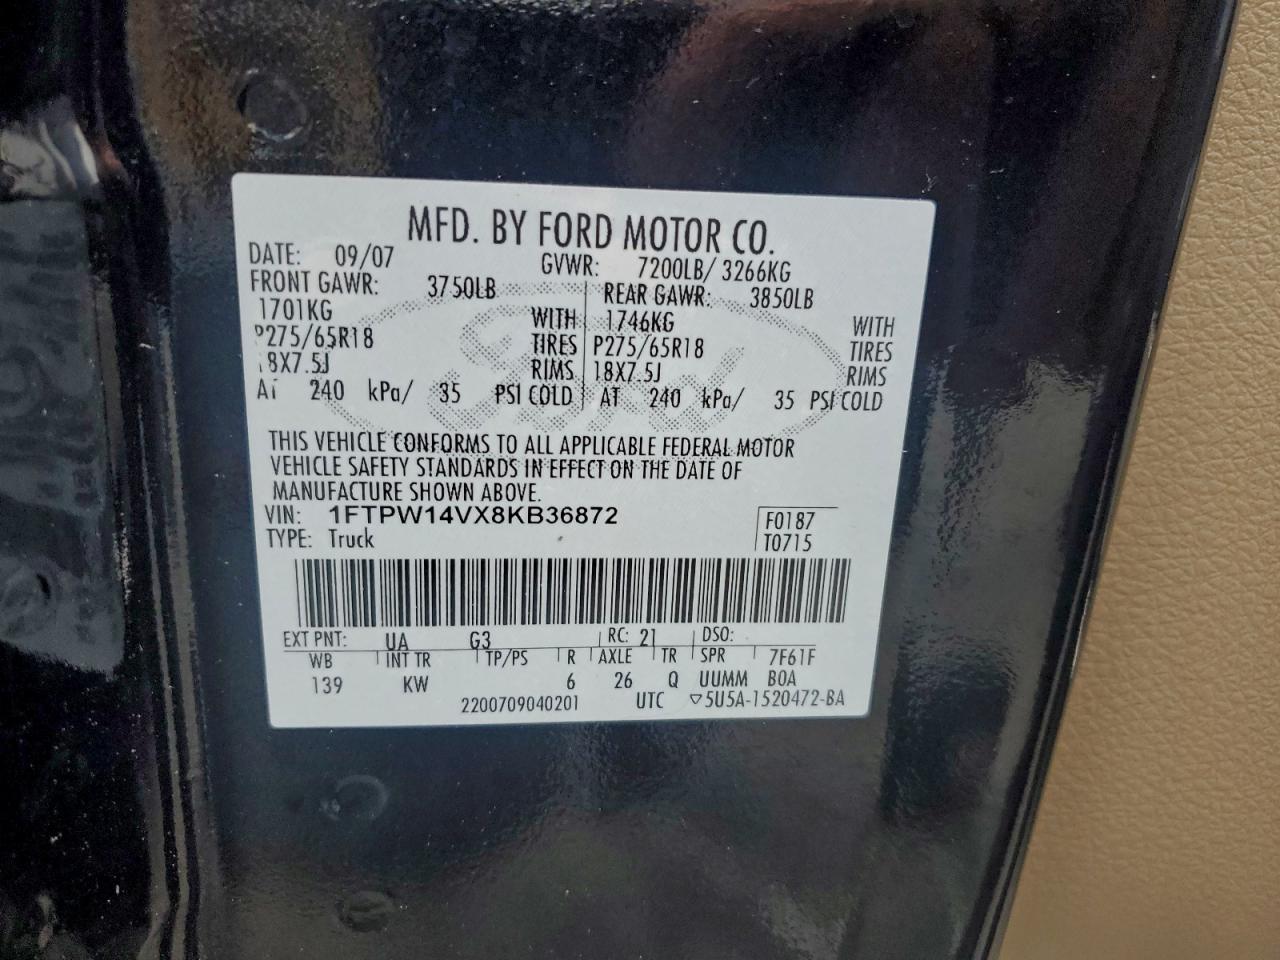 MFD. BY FORD MOTOR CO.
DATE: 09/07 GVWR: 7200LB/ 3266KG
FRONT GAWR: 3750LB REAR GAWR: 3850LB
1701KG WITH 1746KG WITH
P275/65R18 TIRES P275/65R18 TIRES
18X7.5J RIMS 18X7.5J RIMS
AT 240 kPa/ 35 PSI COLD AT 240 kPa/ 35 PSI COLD
THIS VEHICLE CONFORMS TO ALL APPLICABLE FEDERAL MOTOR
VEHICLE SAFETY STANDARDS IN EFFECT ON THE DATE OF
MANUFACTURE SHOWN ABOVE.
VIN: 1FTPW14VX8KB36872 F0187
TYPE: Truck T0715
EXT PNT: UA G3 RC: 21 DSO:
WB INT TR TP/PS R AXLE TR SPR 7F61F
139 KW 6 26 Q UUMM BOA
2200709040201 UTC ▽5U5A-1520472-BA